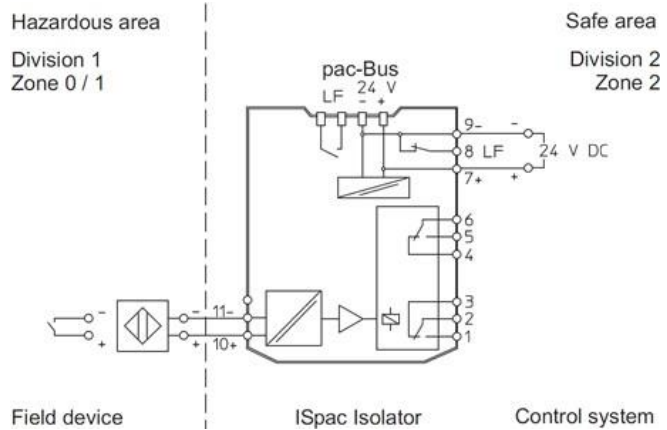 Hazardous area
Safe area
Division 1
Zone 0 / 1
Division 2
Zone 2
pac-Bus
LF 24 V
- +
9- -
8 LF 24 V DC
7+ +
6
5
4
3
- - 11- 2
+ + 10+ 1
Field device
ISpac Isolator
Control system